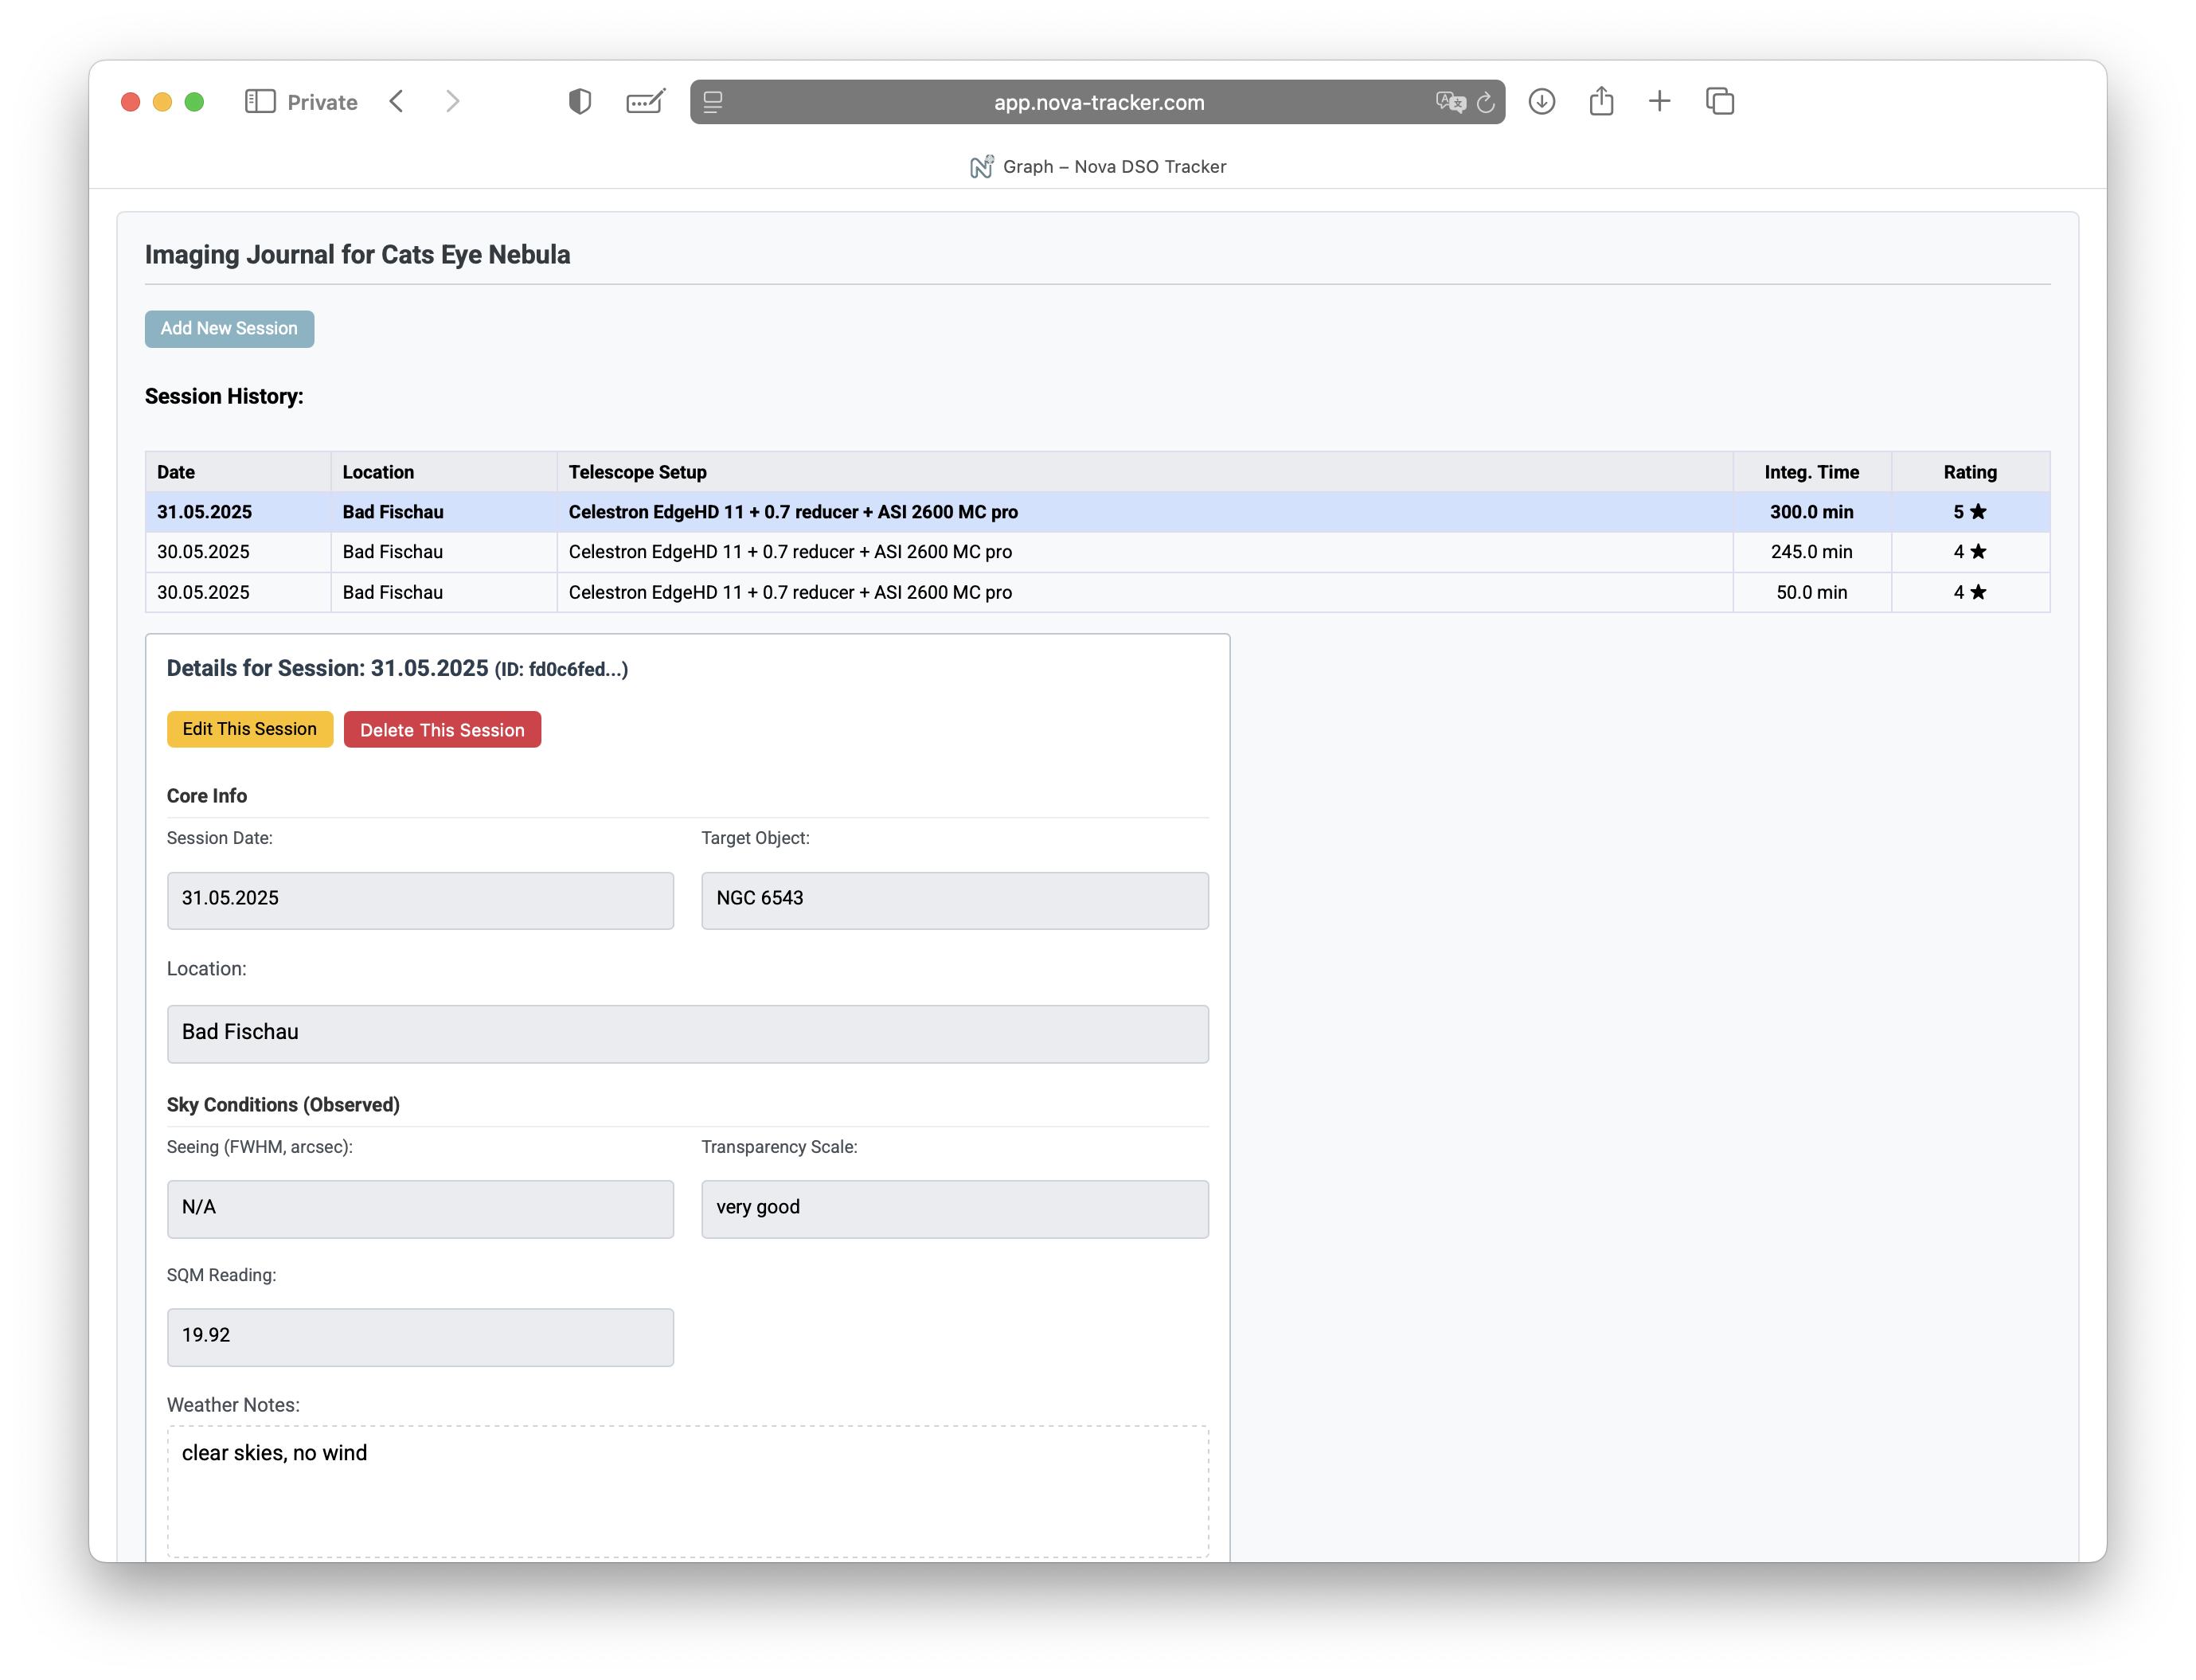 Private
app.nova-tracker.com
Graph – Nova DSO Tracker
Imaging Journal for Cats Eye Nebula
Add New Session
Session History:
Date Location Telescope Setup Integ. Time Rating
31.05.2025 Bad Fischau Celestron EdgeHD 11 + 0.7 reducer + ASI 2600 MC pro 300.0 min 5 ★
30.05.2025 Bad Fischau Celestron EdgeHD 11 + 0.7 reducer + ASI 2600 MC pro 245.0 min 4 ★
30.05.2025 Bad Fischau Celestron EdgeHD 11 + 0.7 reducer + ASI 2600 MC pro 50.0 min 4 ★
Details for Session: 31.05.2025 (ID: fd0c6fed...)
Edit This Session Delete This Session
Core Info
Session Date: Target Object:
31.05.2025 NGC 6543
Location:
Bad Fischau
Sky Conditions (Observed)
Seeing (FWHM, arcsec): Transparency Scale:
N/A very good
SQM Reading:
19.92
Weather Notes:
clear skies, no wind